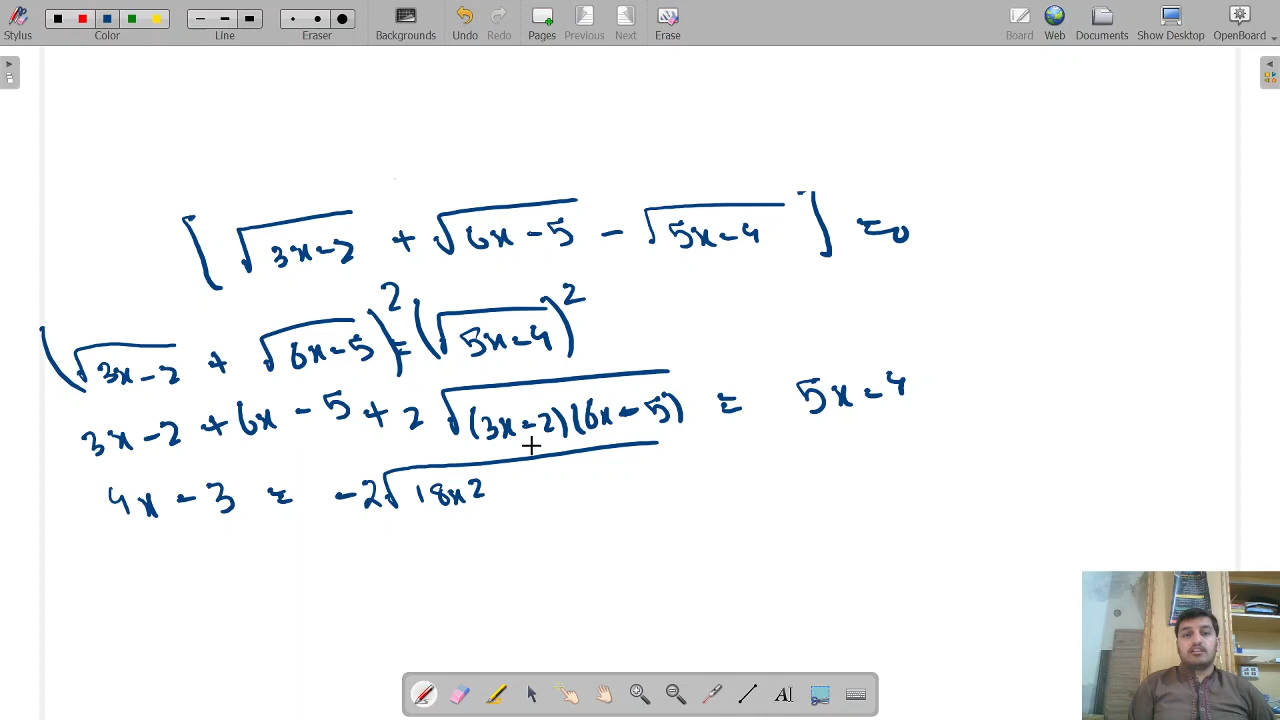 Stylus Color Line Eraser Backgrounds Undo Redo Pages Previous Next Erase Board Web Documents Show Desktop OpenBoard
[√(3x-2) + √(6x-5) - √(5x-4)] = 0
(√(3x-2) + √(6x-5))² = (√(5x-4))²
3x-2 + 6x - 5 + 2√((3x-2)(6x-5)) = 5x-4
4x - 3 = -2√(18x²